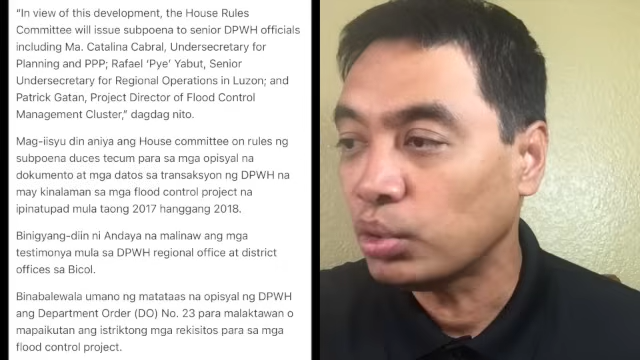 “In view of this development, the House Rules
Committee will issue subpoena to senior DPWH officials
including Ma. Catalina Cabral, Undersecretary for
Planning and PPP; Rafael ‘Pye’ Yabut, Senior
Undersecretary for Regional Operations in Luzon; and
Patrick Gatan, Project Director of Flood Control
Management Cluster,” dagdag nito.
Mag-iisyu din aniya ang House committee on rules ng
subpoena duces tecum para sa mga opisyal na
dokumento at mga datos sa transaksyon ng DPWH na
may kinalaman sa mga flood control project na
ipinatupad mula taong 2017 hanggang 2018.
Binigyang-diin ni Andaya na malinaw ang mga
testimonya mula sa DPWH regional office at district
offices sa Bicol.
Binabalewala umano ng matataas na opisyal ng DPWH
ang Department Order (DO) No. 23 para malaktawan o
mapaikutan ang istriktong mga rekisitos para sa mga
flood control project.